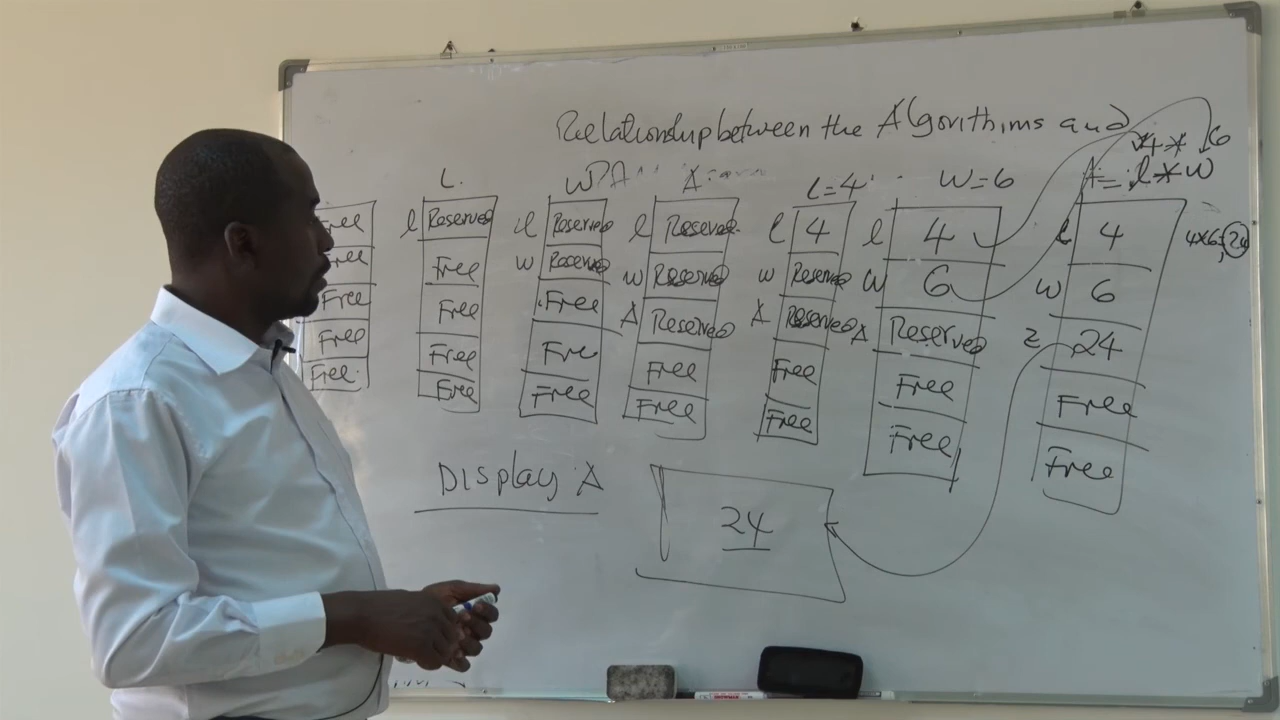 Relationship between the Algorithims and
4 * 6
L. W A L=4 W=6 A= l * w
Free l Reserved l Reserved l Reserved l 4 l 4 l 4 4x6=24
Free Free w Reserved w Reserved w Reserved W 6 w 6
Free Free Free A Reserved A Reserved A Reserved 2 24
Free Free Free Free Free Free Free
Free Free Free Free Free Free Free
Display A
24